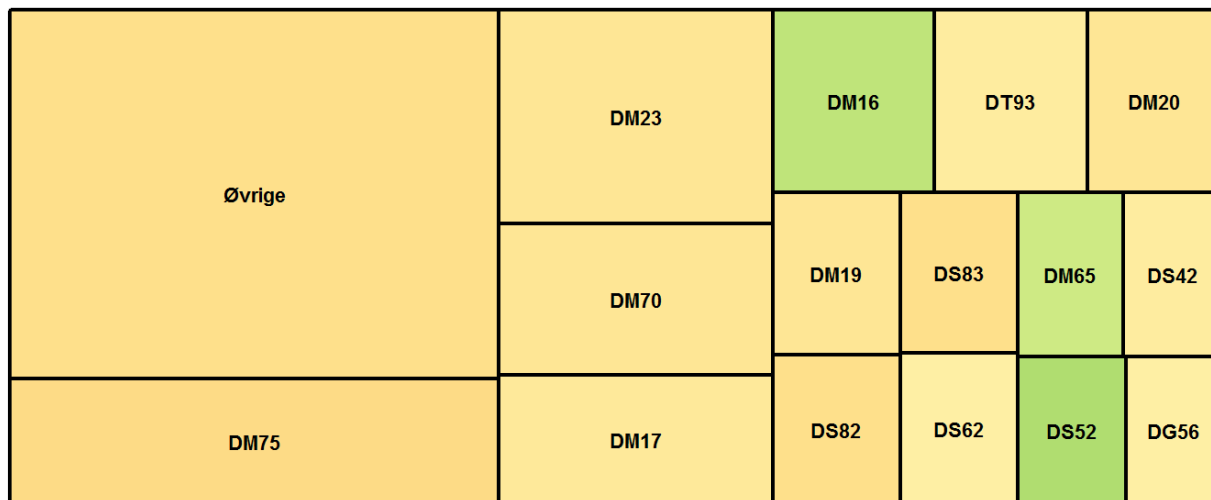 Øvrige
DM75
DM23
DM70
DM17
DM16
DT93
DM20
DM19
DS83
DM65
DS42
DS82
DS62
DS52
DG56